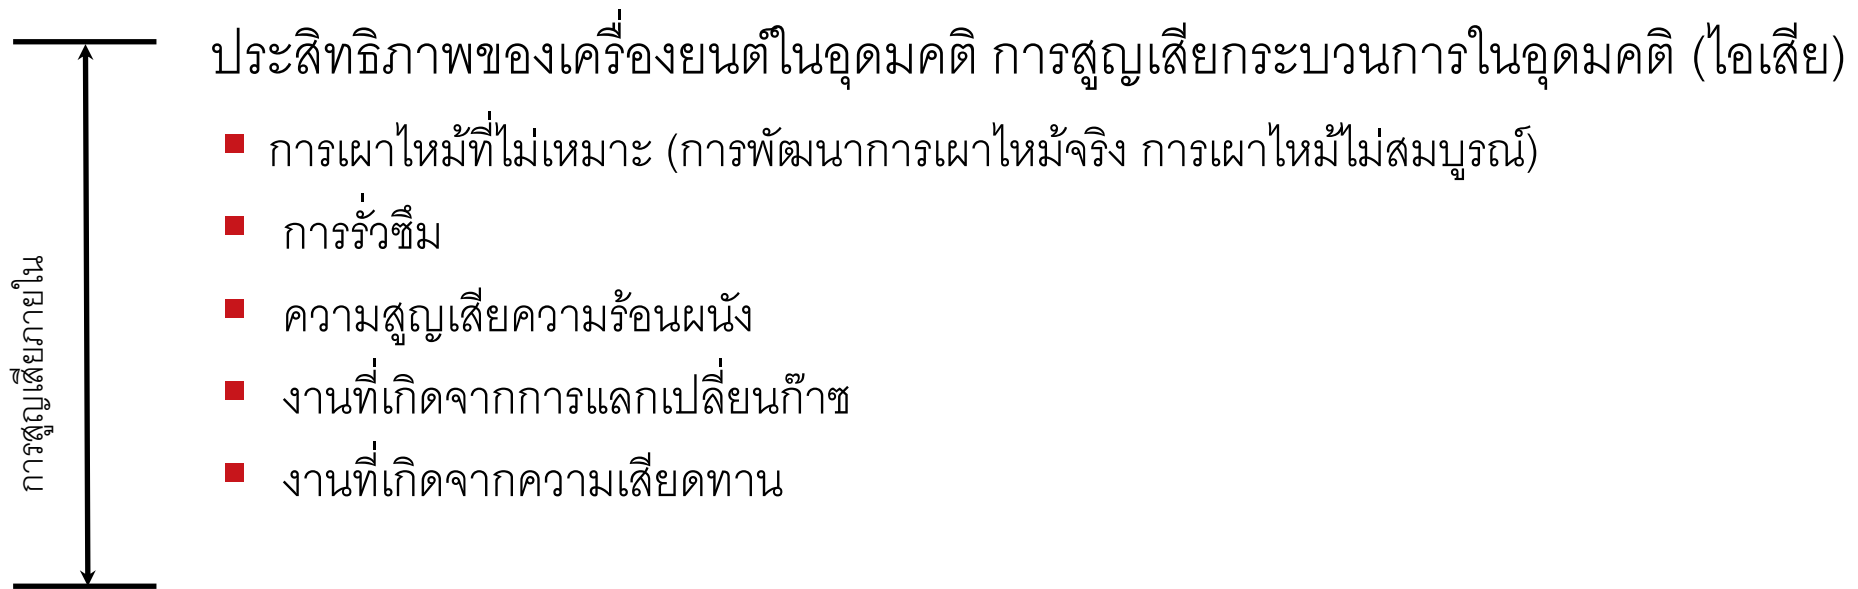 ประสิทธิภาพของเครื่องยนต์ในอุดมคติ การสูญเสียกระบวนการในอุดมคติ (ไอเสีย)
การเผาไหม้ที่ไม่เหมาะ (การพัฒนาการเผาไหม้จริง การเผาไหม้ไม่สมบูรณ์)
การรั่วซึม
ความสูญเสียความร้อนผนัง
งานที่เกิดจากการแลกเปลี่ยนก๊าซ
งานที่เกิดจากความเสียดทาน
การสูญเสียภายใน